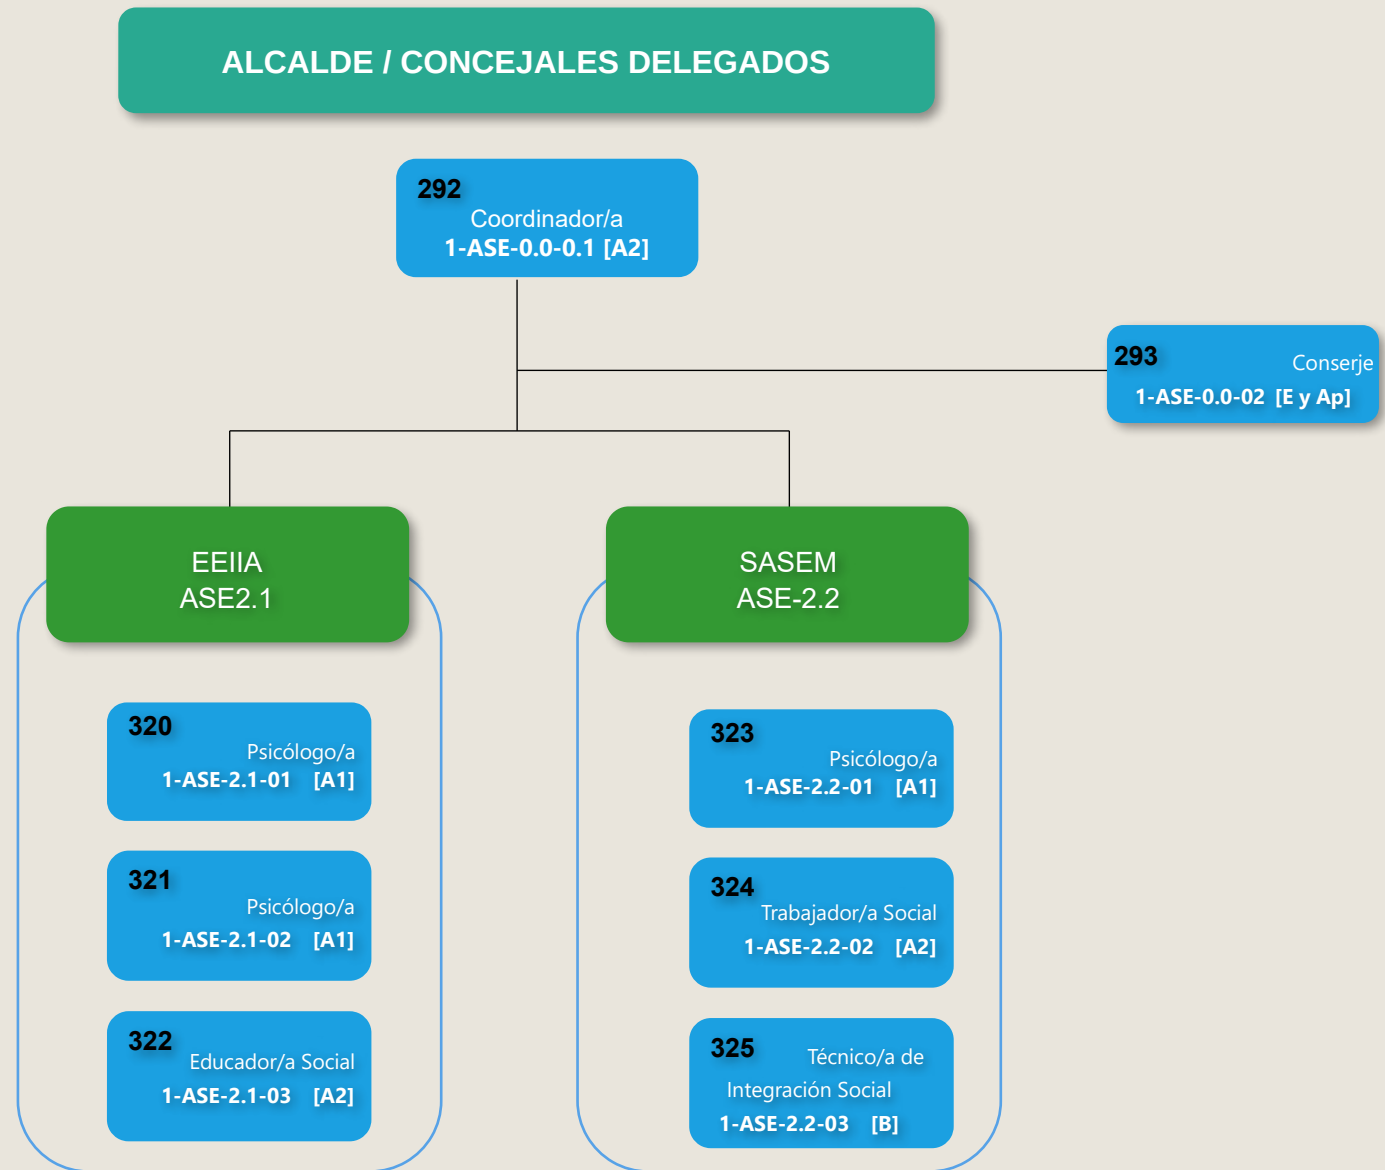 ALCALDE / CONCEJALES DELEGADOS
292
Coordinador/a
1-ASE-0.0-0.1 [A2]
293 Conserje
1-ASE-0.0-02 [E y Ap]
EEIIA
ASE2.1
320
Psicólogo/a
1-ASE-2.1-01 [A1]
321
Psicólogo/a
1-ASE-2.1-02 [A1]
322
Educador/a Social
1-ASE-2.1-03 [A2]
SASEM
ASE-2.2
323
Psicólogo/a
1-ASE-2.2-01 [A1]
324
Trabajador/a Social
1-ASE-2.2-02 [A2]
325 Técnico/a de
Integración Social
1-ASE-2.2-03 [B]